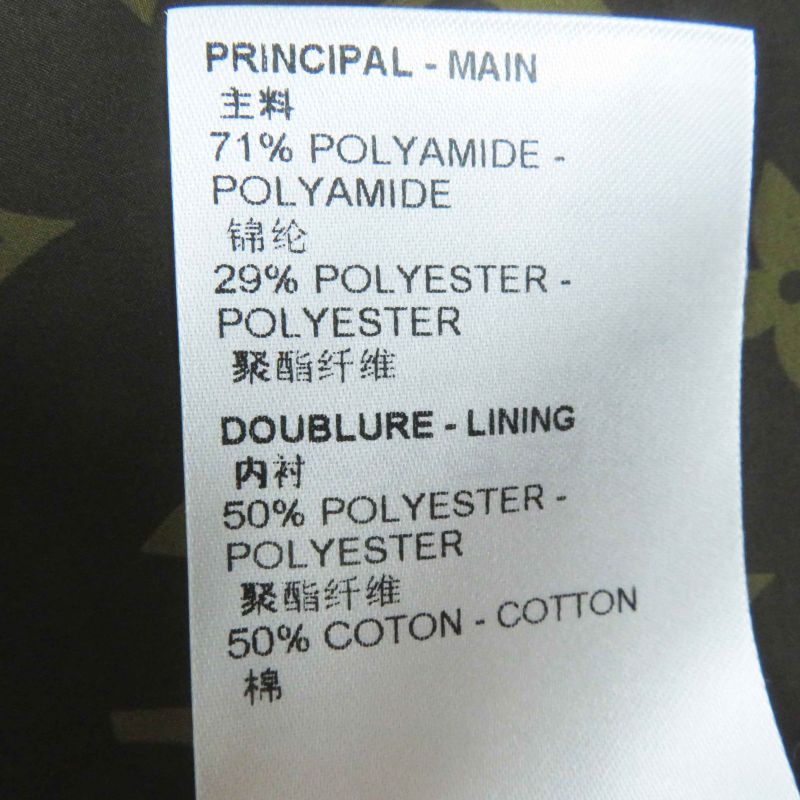 PRINCIPAL - MAIN
主料
71% POLYAMIDE -
POLYAMIDE
锦纶
29% POLYESTER -
POLYESTER
聚酯纤维
DOUBLURE - LINING
内衬
50% POLYESTER -
POLYESTER
聚酯纤维
50% COTON - COTTON
棉